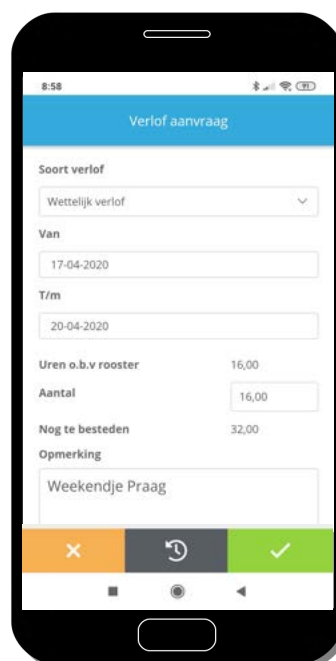 8:58
Verlof aanvraag
Soort verlof
Wettelijk verlof
Van
17-04-2020
T/m
20-04-2020
Uren o.b.v rooster 16,00
Aantal 16,00
Nog te besteden 32,00
Opmerking
Weekendje Praag